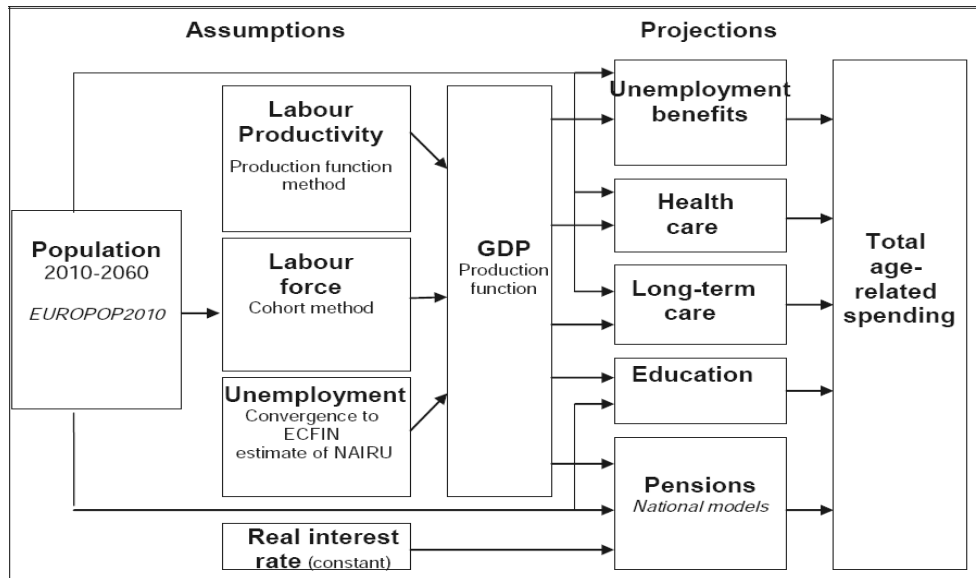 Assumptions
Projections
Population
2010-2060
EUROPOP2010
Labour
Productivity
Production function
method
Labour
force
Cohort method
Unemployment
Convergence to
ECFIN
estimate of NAIRU
Real interest
rate (constant)
GDP
Production
function
Unemployment
benefits
Health
care
Long-term
care
Education
Pensions
National models
Total
age-
related
spending